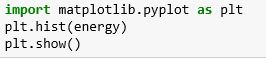 import matplotlib.pyplot as plt
plt.hist(energy)
plt.show()